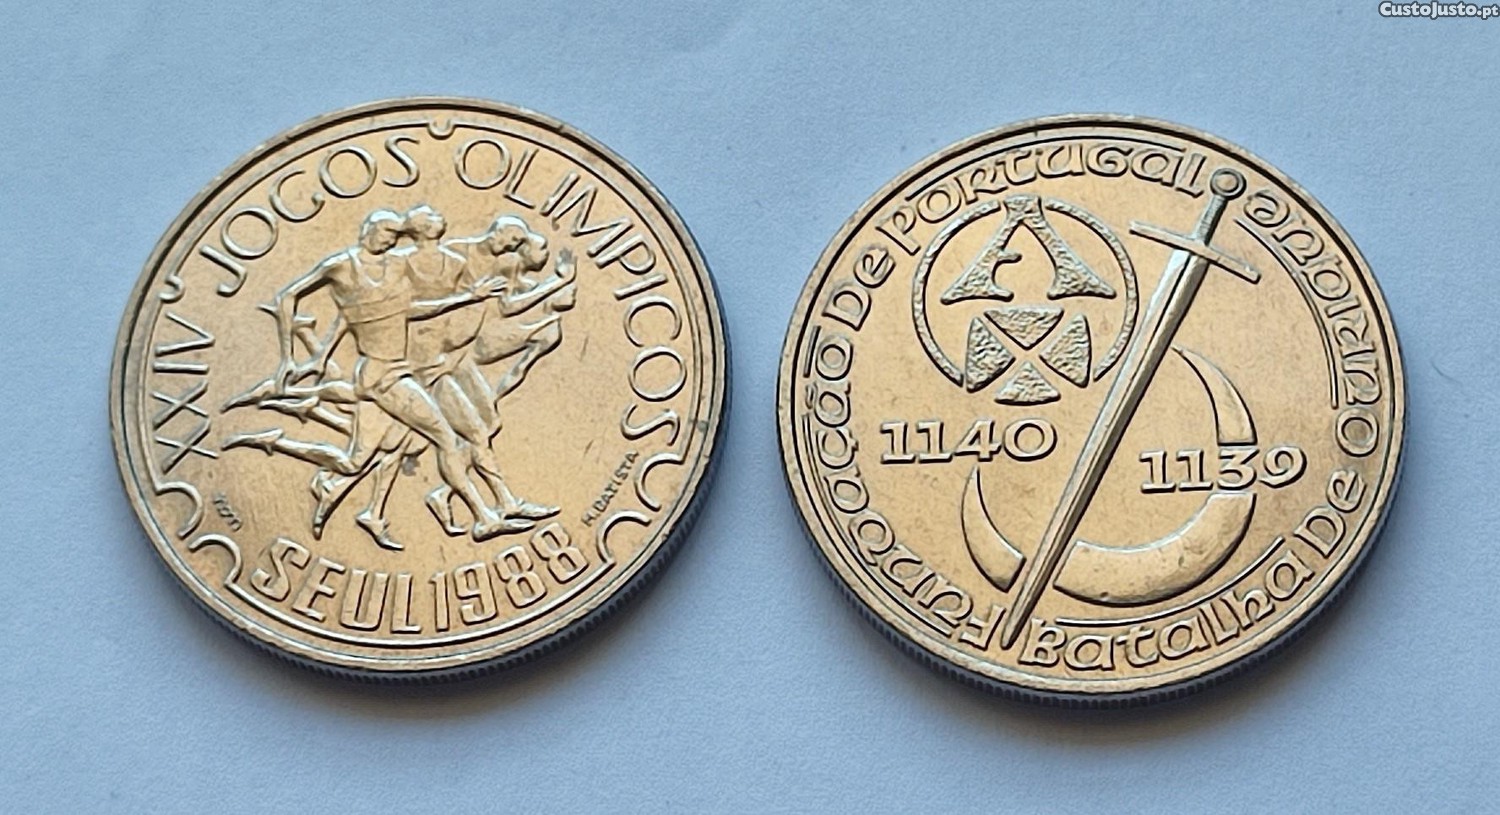 CustoJusto.pt
XXIV JOGOS OLIMPICOS
H. BATISTA
SEUL 1988
FUNDAÇÃO DE PORTUGAL
BATALHA DE OURIQUE
1140
1139